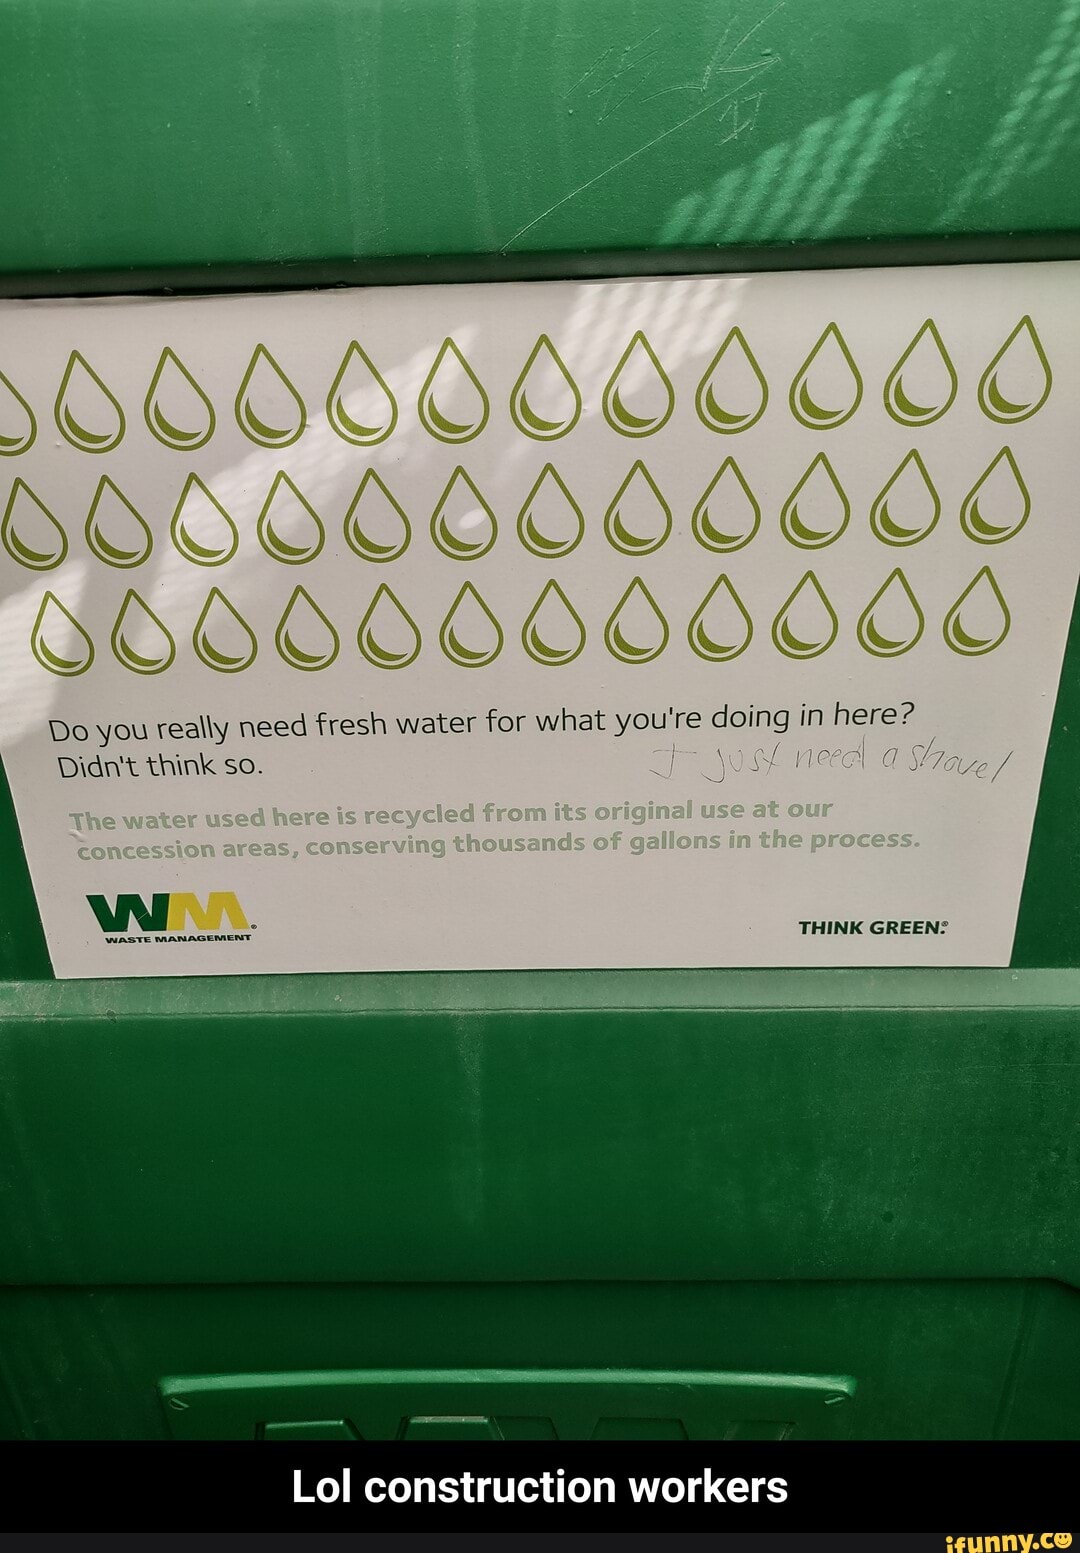 Do you really need fresh water for what you're doing in here?
Didn't think so.
I just need a shovel
The water used here is recycled from its original use at our
concession areas, conserving thousands of gallons in the process.
WM
WASTE MANAGEMENT
THINK GREEN.®
Lol construction workers
ifunny.co